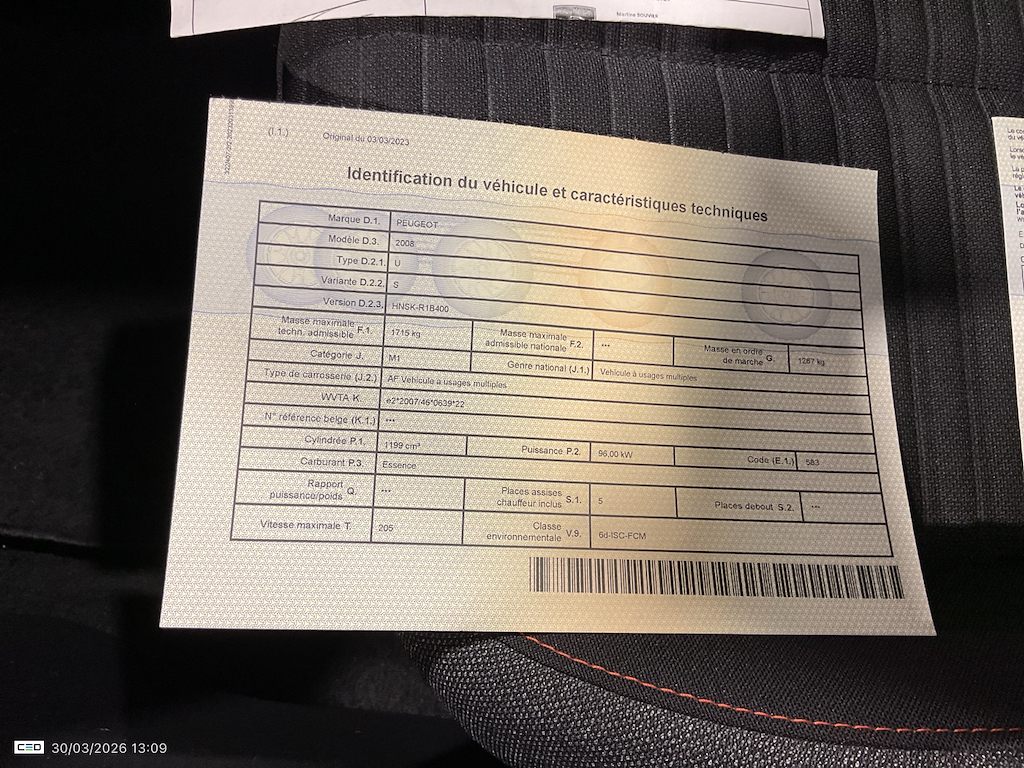 Martine BOUVIER
(I.1.) Original du 03/03/2023
Identification du véhicule et caractéristiques techniques
Marque D.1. PEUGEOT
Modèle D.3. 2008
Type D.2.1. U
Variante D.2.2. S
Version D.2.3. HNSK-R1B400
Masse maximale techn. admissible F.1. 1715 kg Masse maximale admissible nationale F.2. *** Masse en ordre de marche G. 1267 kg
Catégorie J. M1 Genre national (J.1.) Véhicule à usages multiples
Type de carrosserie (J.2.) AF Véhicule à usages multiples
WVTA K. e2*2007/46*0639*22
N° référence belge (K.1.) ***
Cylindrée P.1. 1199 cm³ Puissance P.2. 96,00 kW Code (E.1.) 583
Carburant P.3. Essence
Rapport puissance/poids Q. *** Places assises chauffeur inclus S.1. 5 Places debout S.2. ***
Vitesse maximale T. 205 Classe environnementale V.9. 6d-ISC-FCM
CEO 30/03/2026 13:09